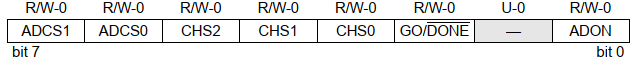 R/W-0 R/W-0 R/W-0 R/W-0 R/W-0 R/W-0 U-0 R/W-0
ADCS1 ADCS0 CHS2 CHS1 CHS0 GO/D̅O̅N̅E̅ — ADON
bit 7 bit 0